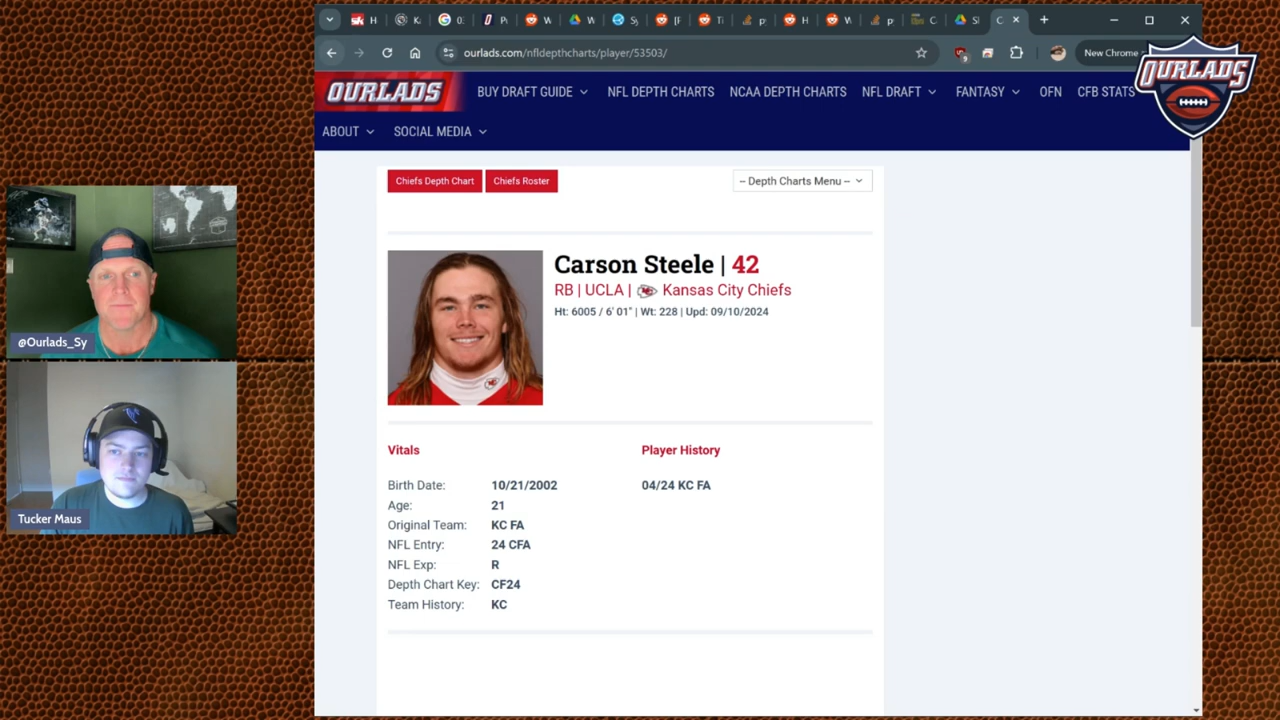 H
K
G
P
W
W
Sy
[F
Ti
p
H
W
p
C
Sl
C
ourlads.com/nfldepthcharts/player/53503/
9
New Chrome
OURLADS
BUY DRAFT GUIDE
NFL DEPTH CHARTS
NCAA DEPTH CHARTS
NFL DRAFT
FANTASY
OFN
CFB STATS
OURLADS
ABOUT
SOCIAL MEDIA
Chiefs Depth Chart
Chiefs Roster
-- Depth Charts Menu --
Carson Steele | 42
RB | UCLA | Kansas City Chiefs
Ht: 6005 / 6' 01" | Wt: 228 | Upd: 09/10/2024
Vitals
Player History
Birth Date: 10/21/2002
04/24 KC FA
Age: 21
Original Team: KC FA
NFL Entry: 24 CFA
NFL Exp: R
Depth Chart Key: CF24
Team History: KC
@Ourlads_Sy
Tucker Maus